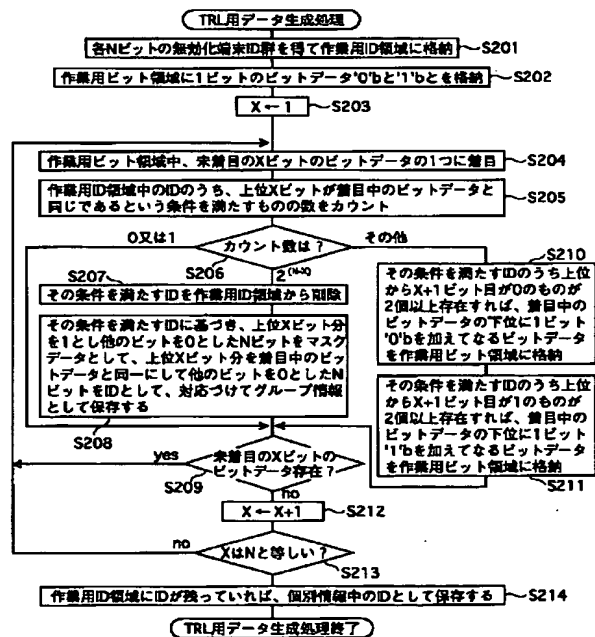 TRL用データ生成処理
各Nビットの無効化端末ID群を得て作業用ID領域に格納
S201
作業用ビット領域に1ビットのビットデータ'0'bと'1'bとを格納
S202
X ← 1
S203
作業用ビット領域中、未着目のXビットのビットデータの1つに着目
S204
作業用ID領域中のIDのうち、上位Xビットが着目中のビットデータと
同じであるという条件を満たすものの数をカウント
S205
0又は1
カウント数は?
その他
S206
2^(N-X)
S207
その条件を満たすIDを作業用ID領域から削除
その条件を満たすIDに基づき、上位Xビット分
を1とし他のビットを0としたNビットをマスク
データとして、上位Xビット分を着目中のビッ
トデータと同一にして他のビットを0としたN
ビットをIDとして、対応づけてグループ情報
として保存する
S208
S210
その条件を満たすIDのうち上位
からX+1ビット目が0のものが
2個以上存在すれば、着目中の
ビットデータの下位に1ビット
'0'bを加えてなるビットデータ
を作業用ビット領域に格納
その条件を満たすIDのうち上位
からX+1ビット目が1のものが
2個以上存在すれば、着目中の
ビットデータの下位に1ビット
'1'bを加えてなるビットデータ
を作業用ビット領域に格納
S211
yes
未着目のXビットの
ビットデータ存在?
S209
no
X ← X+1
S212
no
XはNと等しい?
S213
作業用ID領域にIDが残っていれば、個別情報中のIDとして保存する
S214
TRL用データ生成処理終了